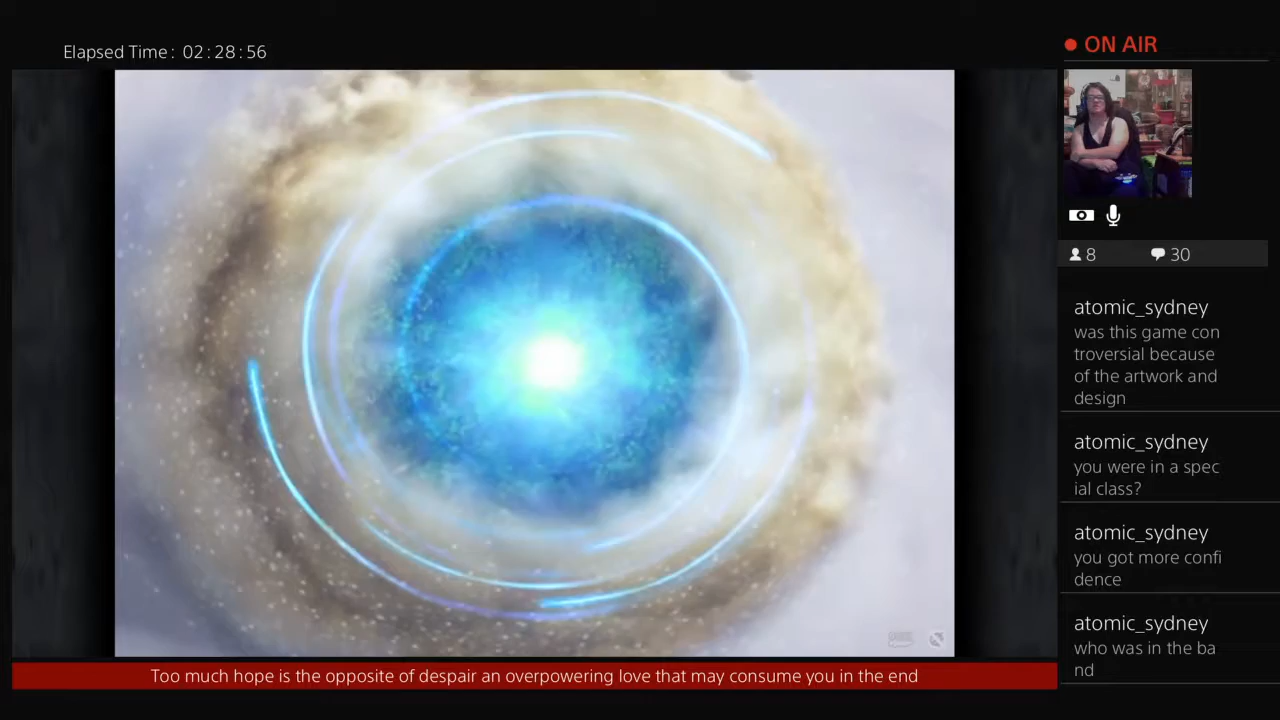 Elapsed Time: 02:28:56
ON AIR
8 30
atomic_sydney
was this game con
troversial because
of the artwork and
design
atomic_sydney
you were in a spec
ial class?
atomic_sydney
you got more confi
dence
atomic_sydney
who was in the ba
nd
Too much hope is the opposite of despair an overpowering love that may consume you in the end